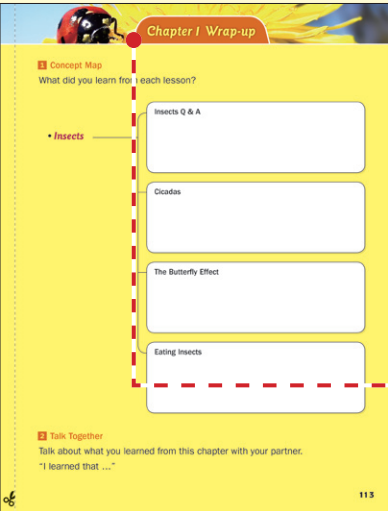 Chapter 1 Wrap-up
1 Concept Map
What did you learn from each lesson?
• Insects
Insects Q & A
Cicadas
The Butterfly Effect
Eating Insects
2 Talk Together
Talk about what you learned from this chapter with your partner.
"I learned that ..."
113